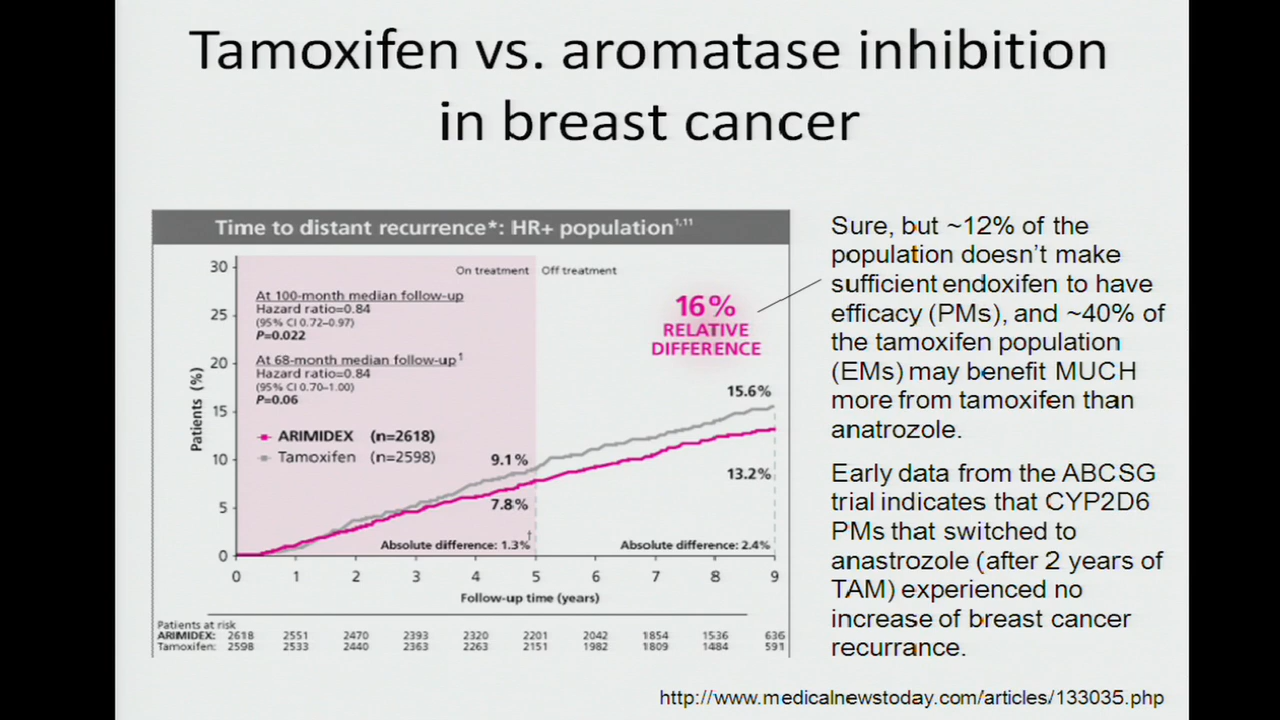 Tamoxifen vs. aromatase inhibition
in breast cancer
Time to distant recurrence*: HR+ population1,11
On treatment
Off treatment
At 100-month median follow-up
Hazard ratio=0.84
(95% CI 0.72–0.97)
P=0.022
At 68-month median follow-up1
Hazard ratio=0.84
(95% CI 0.70–1.00)
P=0.06
ARIMIDEX (n=2618)
Tamoxifen (n=2598)
16%
RELATIVE
DIFFERENCE
Patients (%)
30
25
20
15
10
5
0
9.1%
7.8%
15.6%
13.2%
Absolute difference: 1.3%†
Absolute difference: 2.4%
0 1 2 3 4 5 6 7 8 9
Follow-up time (years)
Patients at risk
ARIMIDEX: 2618 2551 2470 2393 2320 2201 2042 1854 1536 636
Tamoxifen: 2598 2533 2440 2363 2263 2151 1982 1809 1484 591
Sure, but ~12% of the
population doesn't make
sufficient endoxifen to have
efficacy (PMs), and ~40% of
the tamoxifen population
(EMs) may benefit MUCH
more from tamoxifen than
anatrozole.
Early data from the ABCSG
trial indicates that CYP2D6
PMs that switched to
anastrozole (after 2 years of
TAM) experienced no
increase of breast cancer
recurrance.
http://www.medicalnewstoday.com/articles/133035.php